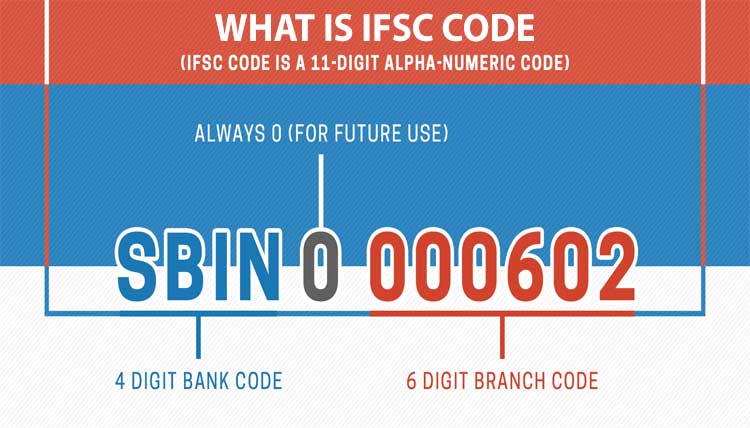 WHAT IS IFSC CODE
(IFSC CODE IS A 11-DIGIT ALPHA-NUMERIC CODE)
ALWAYS 0 (FOR FUTURE USE)
SBIN 0 000602
4 DIGIT BANK CODE
6 DIGIT BRANCH CODE